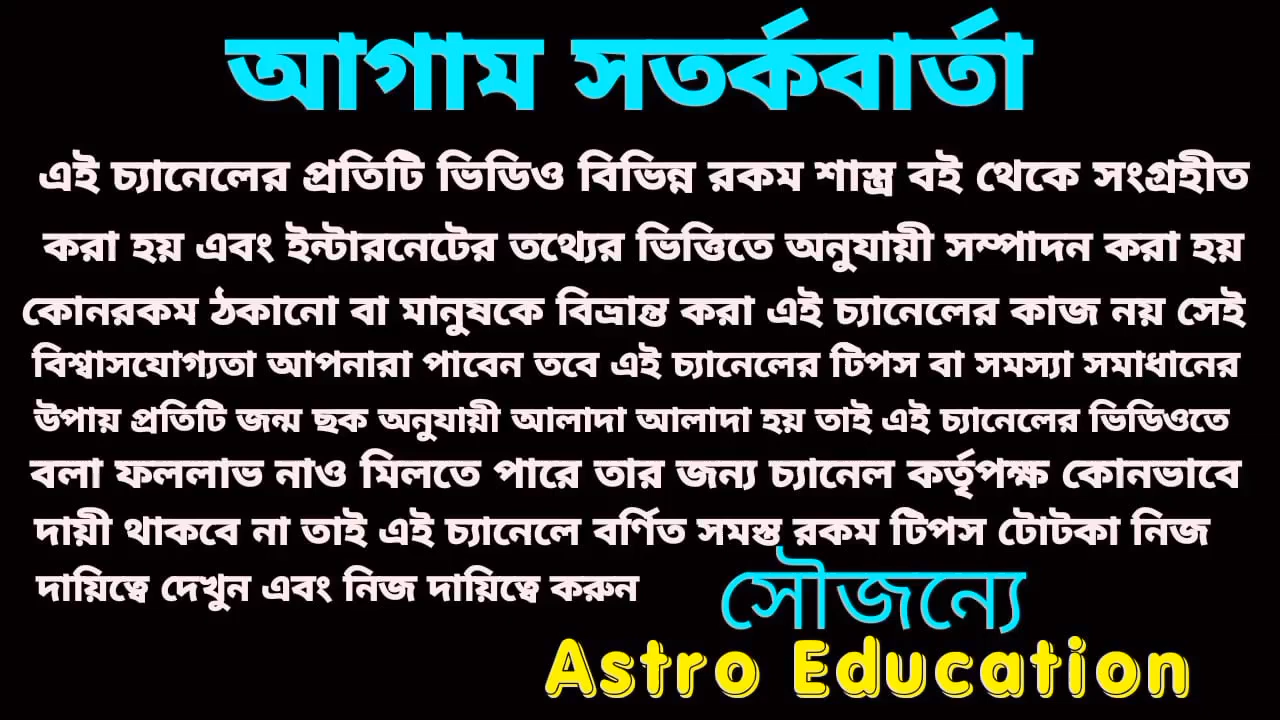 আগাম সতর্কবার্তা
এই চ্যানেলের প্রতিটি ভিডিও বিভিন্ন রকম শাস্ত্র বই থেকে সংগ্রহীত
করা হয় এবং ইন্টারনেটের তথ্যের ভিত্তিতে অনুযায়ী সম্পাদন করা হয়
কোনরকম ঠকানো বা মানুষকে বিভ্রান্ত করা এই চ্যানেলের কাজ নয় সেই
বিশ্বাসযোগ্যতা আপনারা পাবেন তবে এই চ্যানেলের টিপস বা সমস্যা সমাধানের
উপায় প্রতিটি জন্ম ছক অনুযায়ী আলাদা আলাদা হয় তাই এই চ্যানেলের ভিডিওতে
বলা ফললাভ নাও মিলতে পারে তার জন্য চ্যানেল কর্তৃপক্ষ কোনভাবে
দায়ী থাকবে না তাই এই চ্যানেলে বর্ণিত সমস্ত রকম টিপস টোটকা নিজ
দায়িত্বে দেখুন এবং নিজ দায়িত্বে করুন
সৌজন্যে
Astro Education